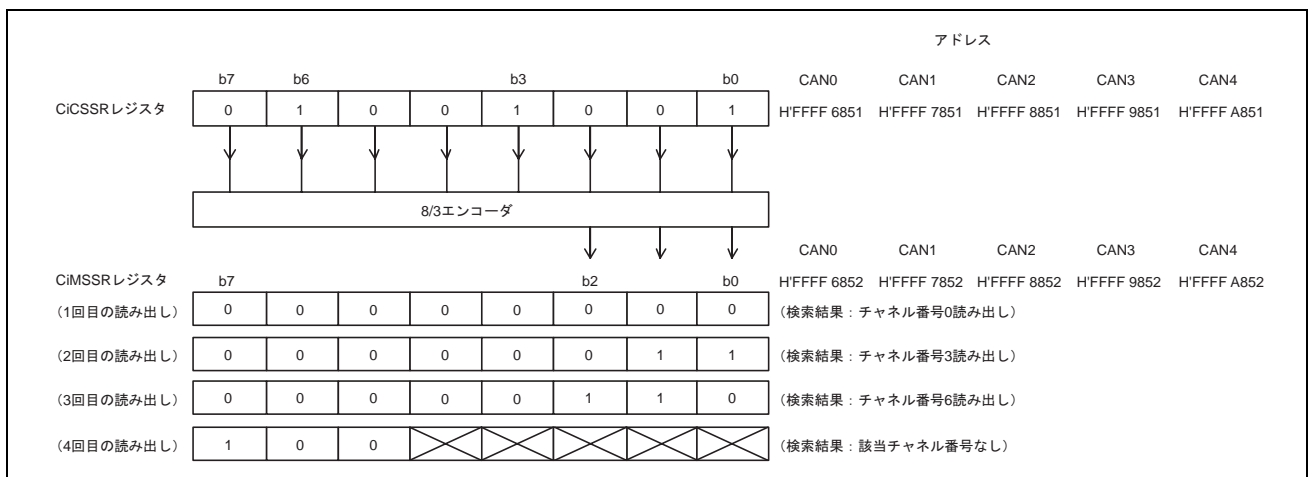 アドレス
b7 b6 b3 b0 CAN0 CAN1 CAN2 CAN3 CAN4
CiCSSRレジスタ 0 1 0 0 1 0 0 1 H'FFFF 6851 H'FFFF 7851 H'FFFF 8851 H'FFFF 9851 H'FFFF A851
8/3エンコーダ
CAN0 CAN1 CAN2 CAN3 CAN4
CiMSSRレジスタ b7 b2 b0 H'FFFF 6852 H'FFFF 7852 H'FFFF 8852 H'FFFF 9852 H'FFFF A852
（1回目の読み出し） 0 0 0 0 0 0 0 0 （検索結果：チャネル番号0読み出し）
（2回目の読み出し） 0 0 0 0 0 0 1 1 （検索結果：チャネル番号3読み出し）
（3回目の読み出し） 0 0 0 0 0 1 1 0 （検索結果：チャネル番号6読み出し）
（4回目の読み出し） 1 0 0 （検索結果：該当チャネル番号なし）